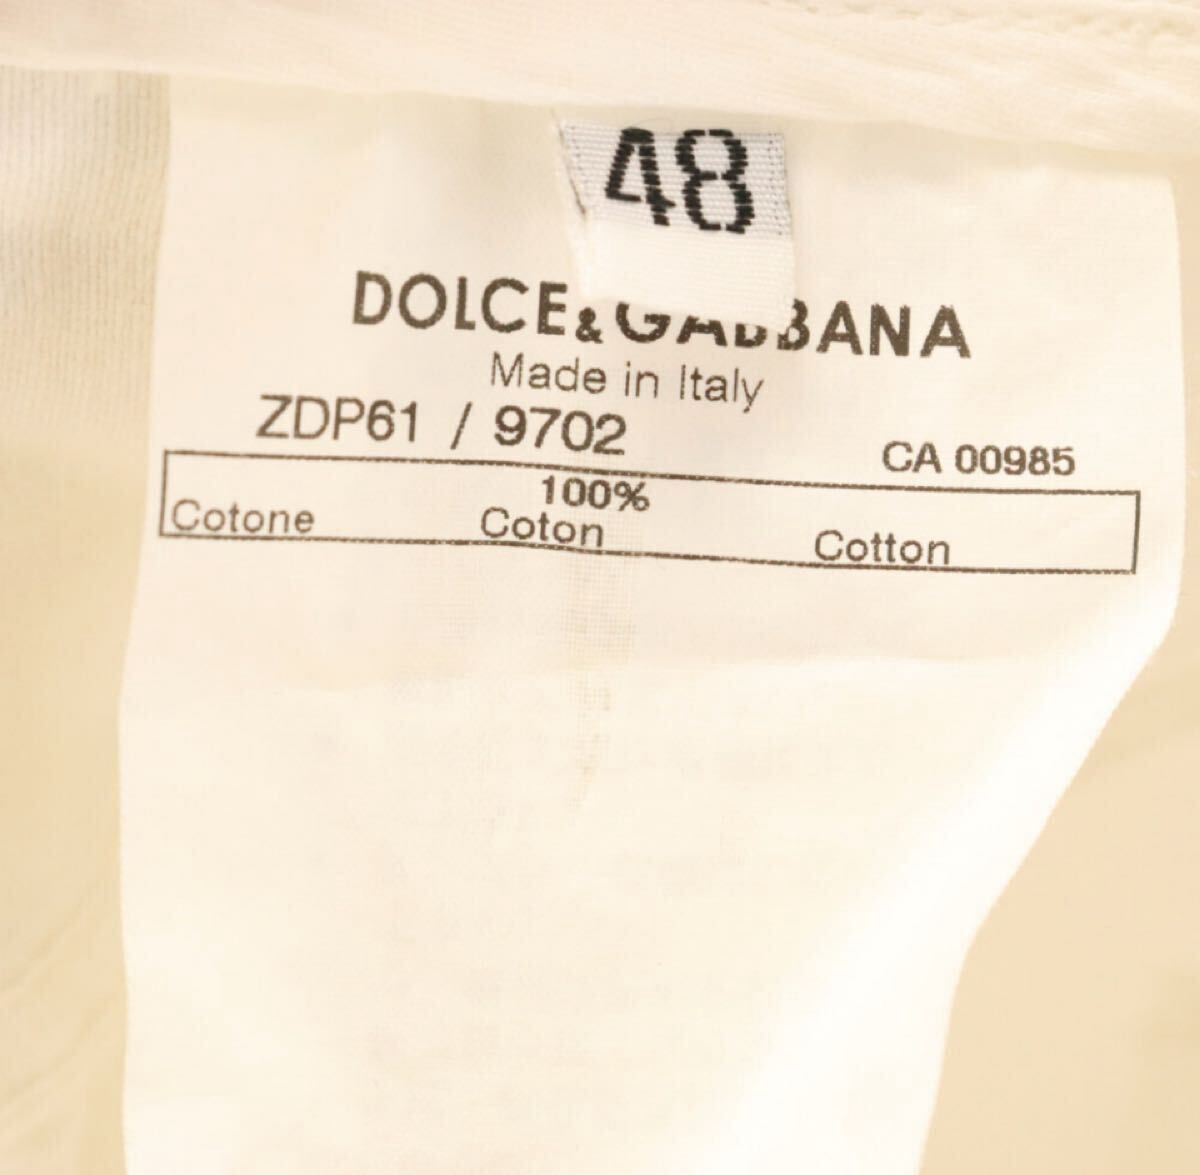 48
DOLCE & GABBANA
Made in Italy
ZDP61 / 9702
CA 00985
100%
Cotone Coton Cotton